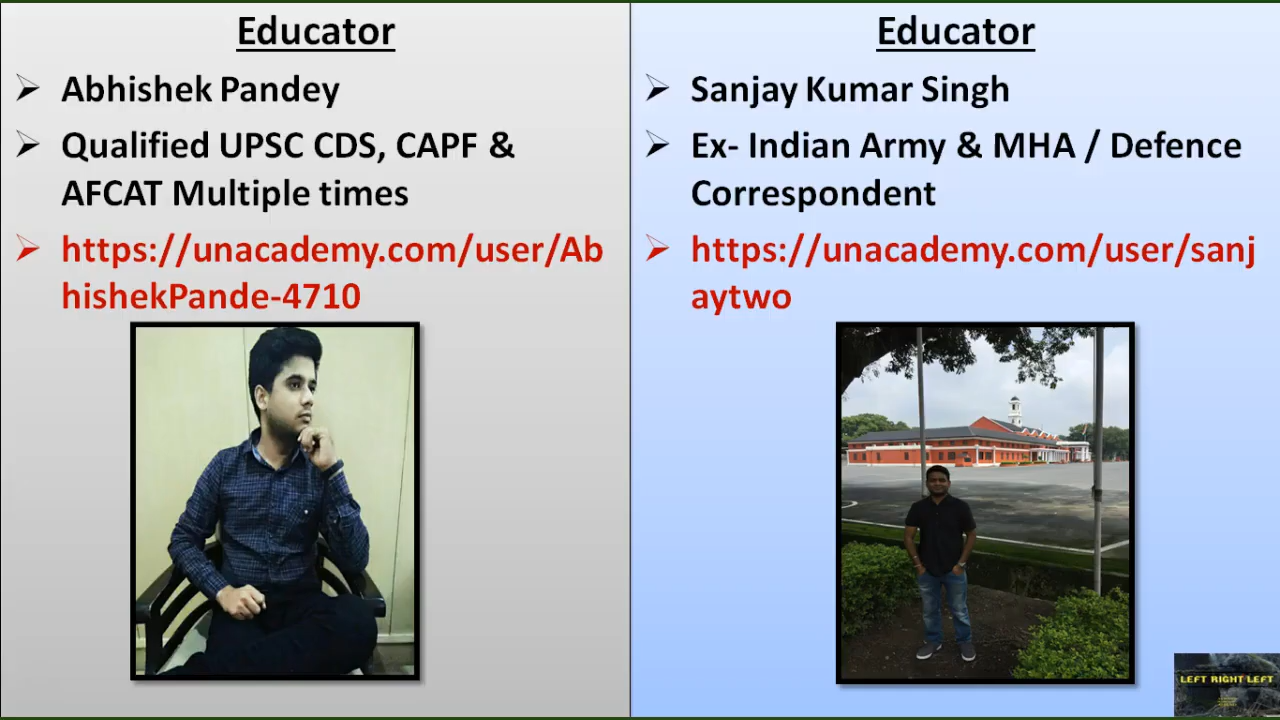 Educator
Abhishek Pandey
Qualified UPSC CDS, CAPF &
AFCAT Multiple times
https://unacademy.com/user/Ab
hishekPande-4710
Educator
Sanjay Kumar Singh
Ex- Indian Army & MHA / Defence
Correspondent
https://unacademy.com/user/sanj
aytwo
LEFT RIGHT LEFT